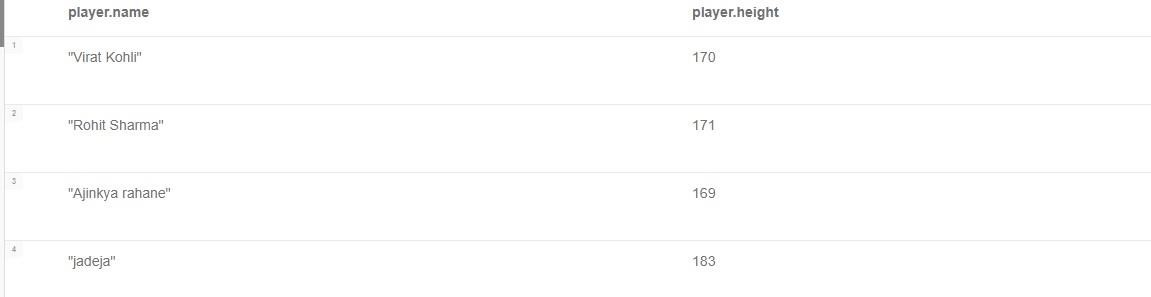 player.name player.height
1 "Virat Kohli" 170
2 "Rohit Sharma" 171
3 "Ajinkya rahane" 169
4 "jadeja" 183